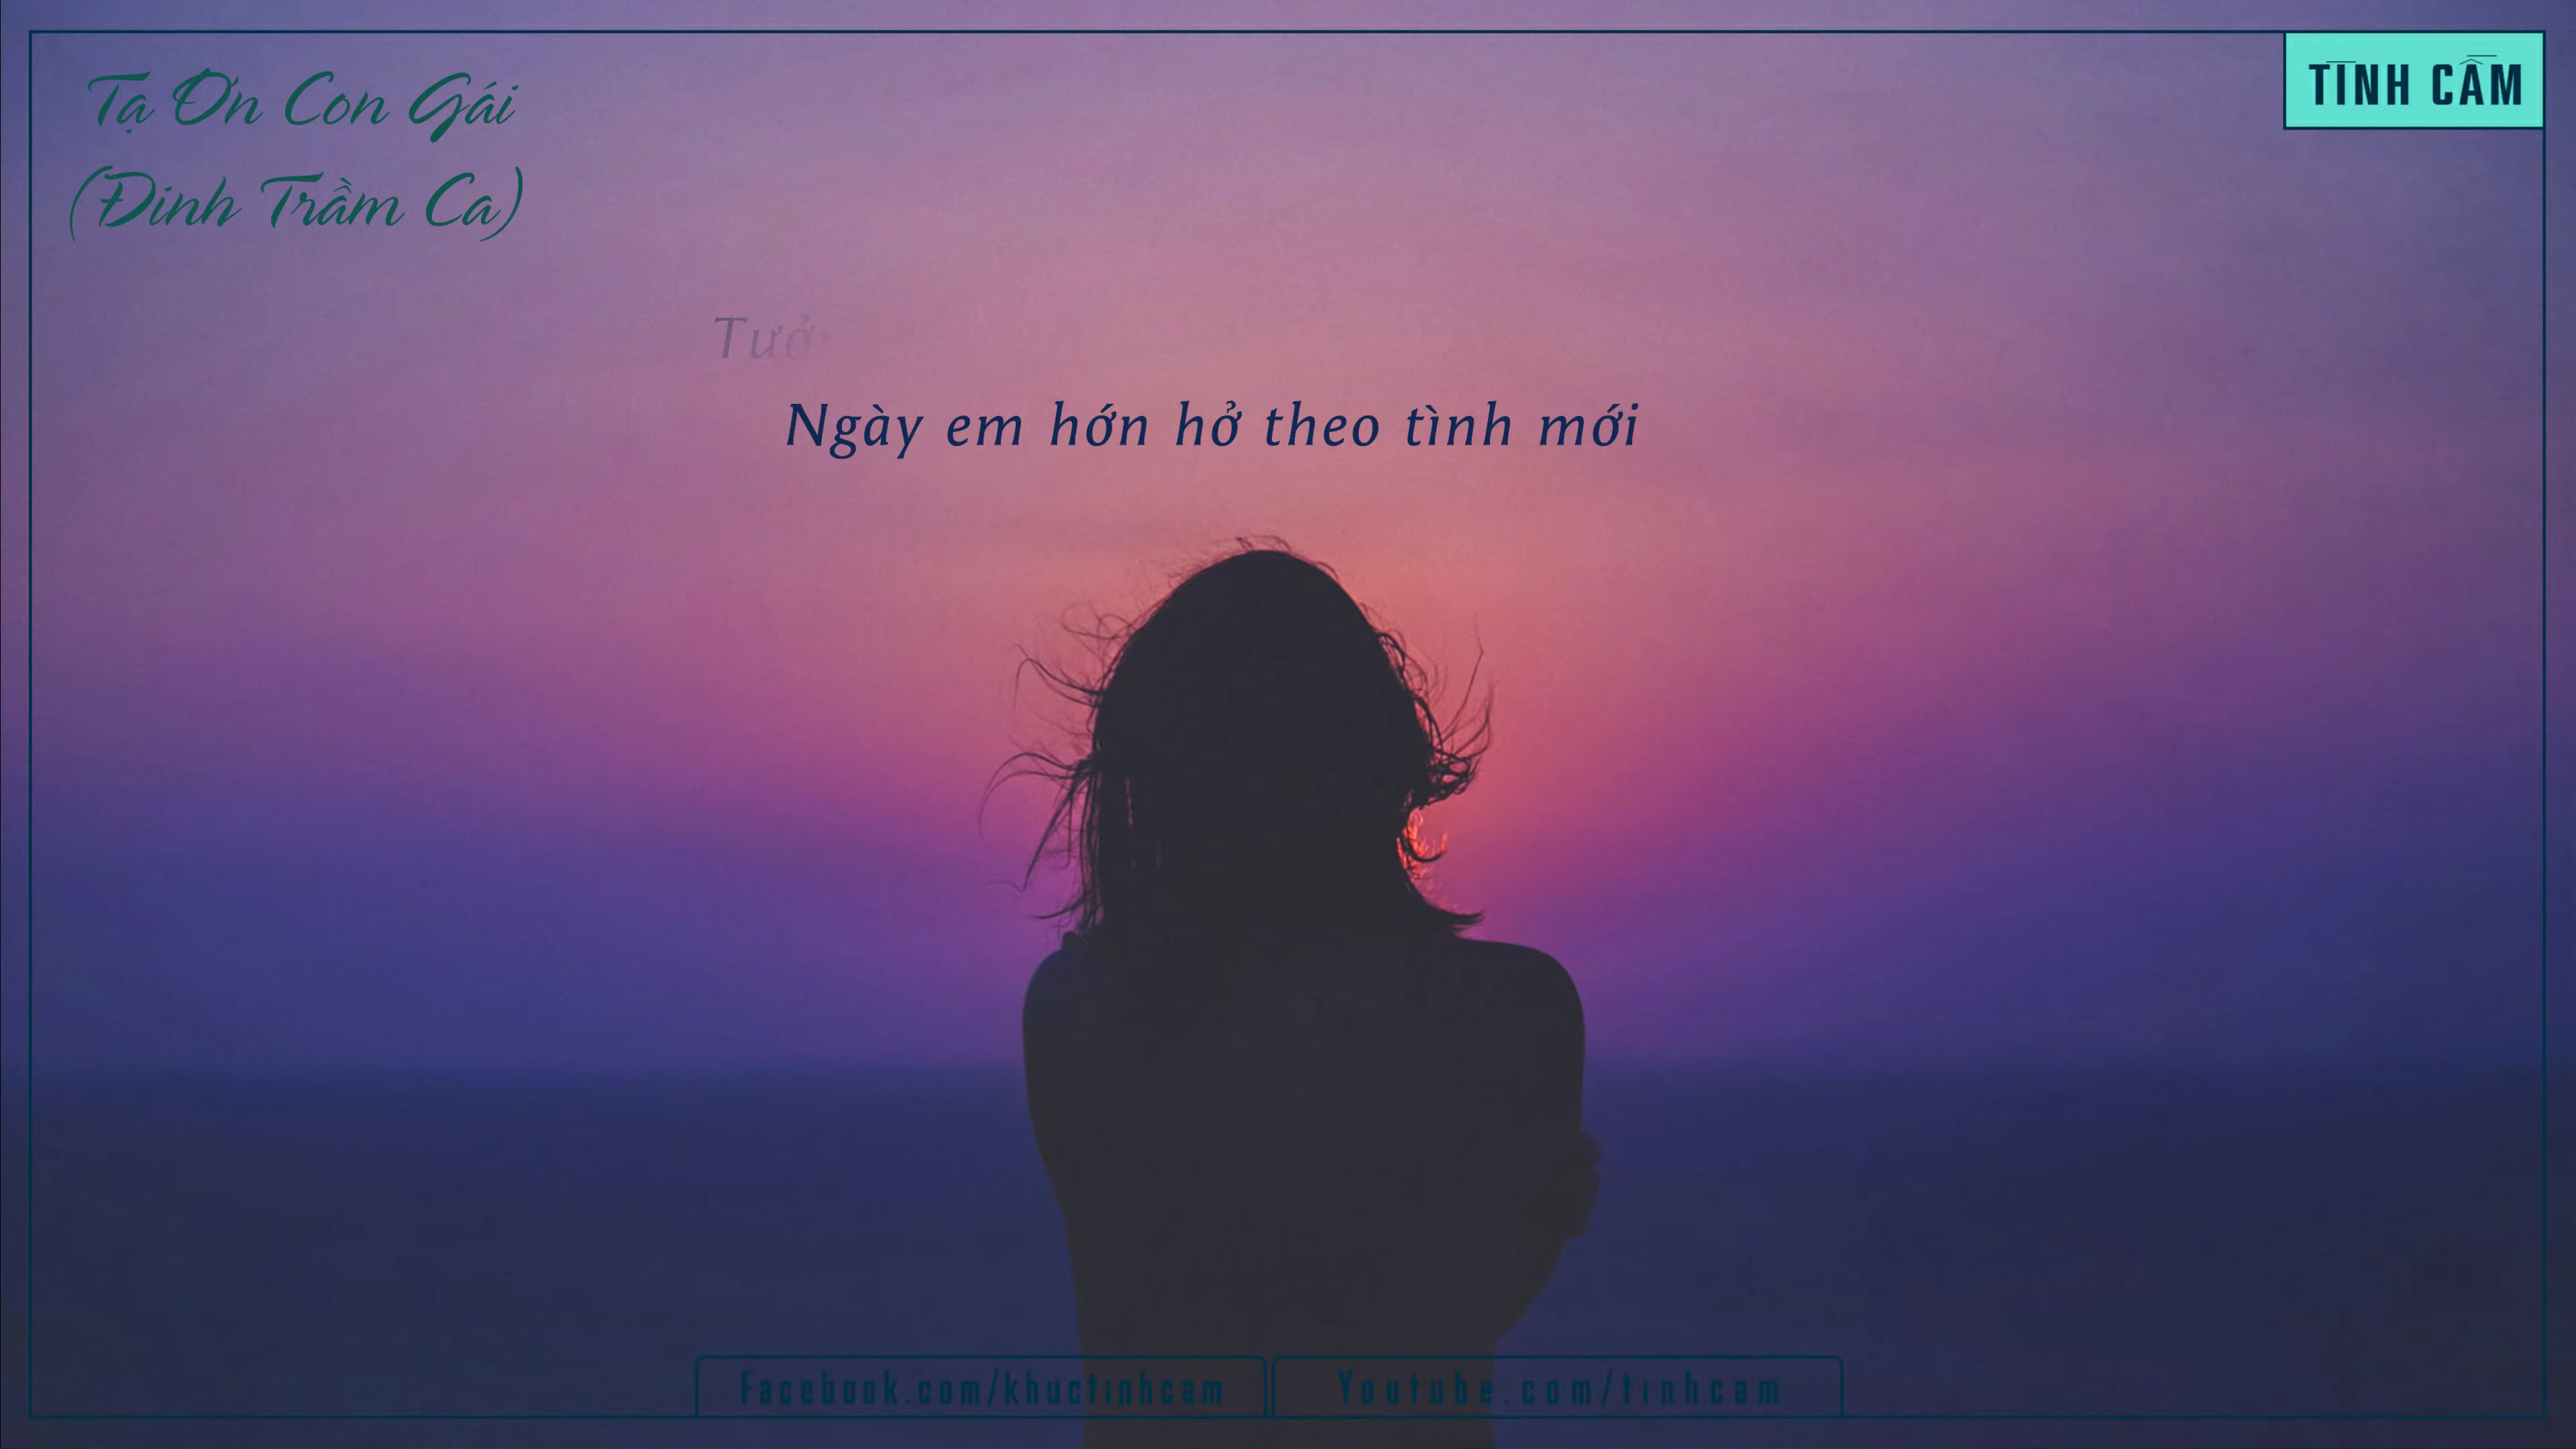 Tạ Ơn Con Gái
(Đinh Trầm Ca)
TÌNH CẦM
Ngày em hớn hở theo tình mới
Facebook.com/khuctinhcam
Youtube.com/tinhcam